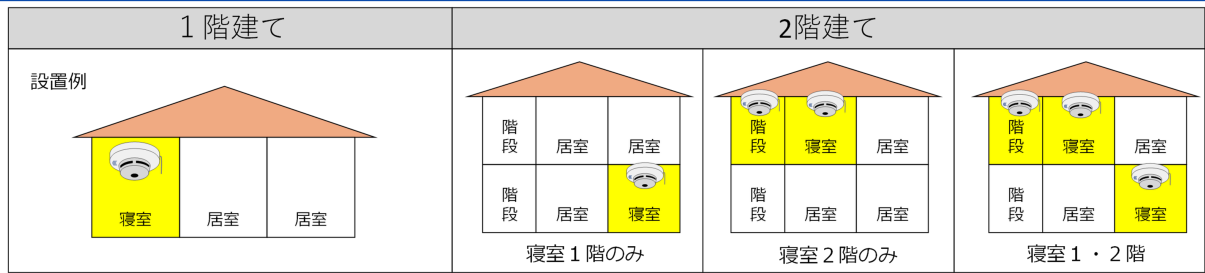 １階建て
2階建て
設置例
寝室
居室
居室
階段
居室
居室
階段
居室
寝室
寝室１階のみ
階段
寝室
居室
階段
居室
居室
寝室２階のみ
階段
寝室
居室
階段
居室
寝室
寝室１・２階